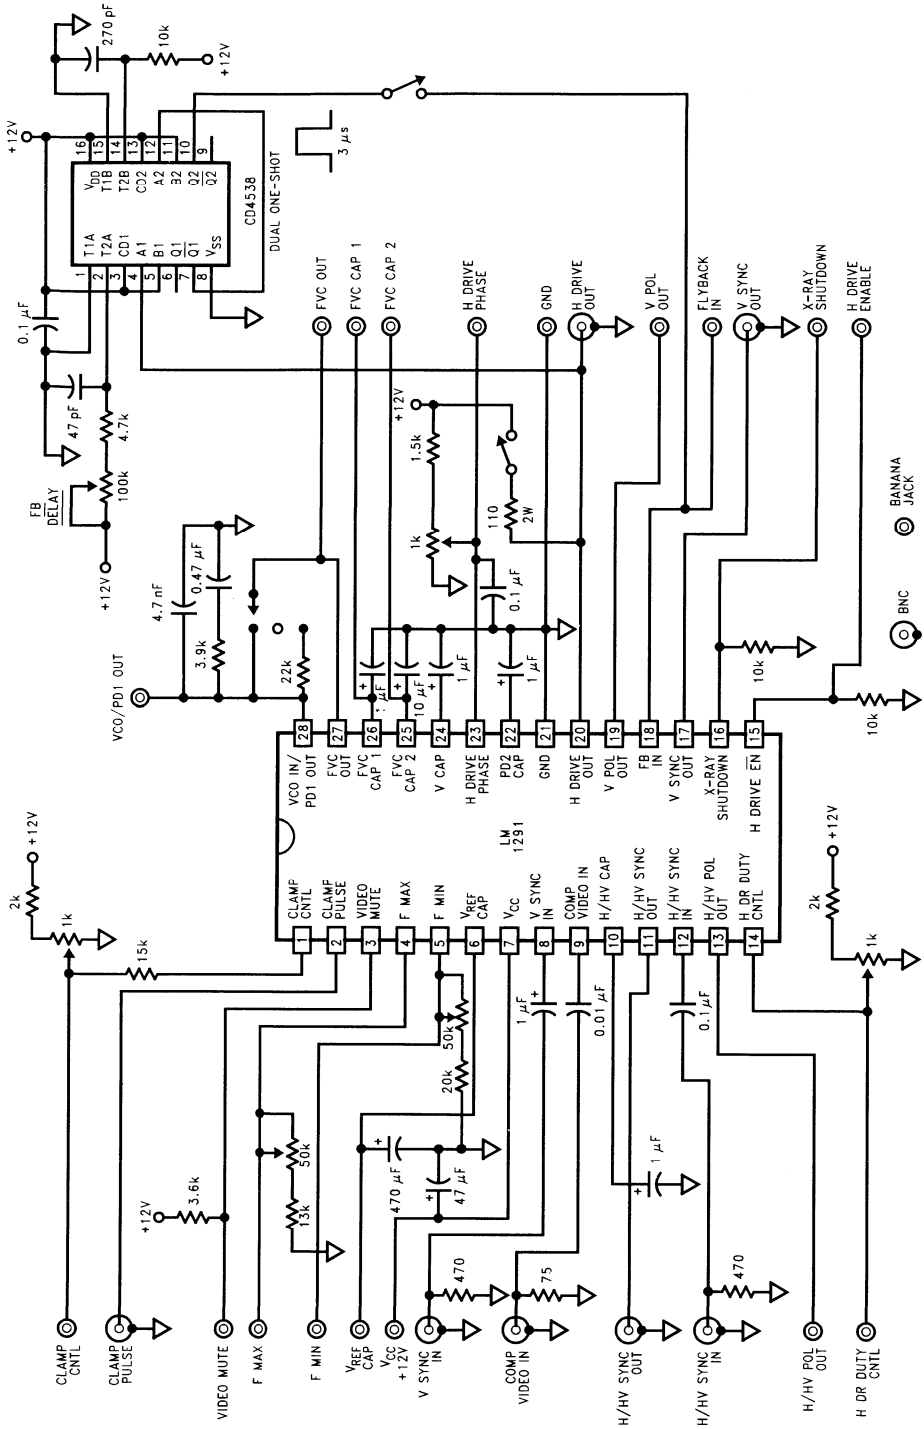 CLAMP
CNTL
CLAMP
PULSE
VIDEO MUTE
F MAX
F MIN
VREF
CAP
VCC
+12V
V SYNC
IN
COMP
VIDEO IN
H/HV SYNC
OUT
H/HV SYNC
IN
H/HV POL
OUT
H DR DUTY
CNTL
2k
+12V
1k
15k
+12V
3.6k
50k
13k
50k
20k
470 μF
+
47 μF
+
470
75
1 μF
+
0.01 μF
1 μF
+
0.1 μF
470
2k
+12V
1k
1
CLAMP
CNTL
2
CLAMP
PULSE
3
VIDEO
MUTE
4
F MAX
5
F MIN
6
VREF
CAP
7
VCC
8
V SYNC
IN
9
COMP
VIDEO IN
10
H/HV CAP
11
H/HV SYNC
OUT
12
H/HV SYNC
IN
13
H/HV POL
OUT
14
H DR DUTY
CNTL
LM
1291
28
VCO IN/
PD1 OUT
27
FVC
OUT
26
FVC
CAP 1
25
FVC
CAP 2
24
V CAP
23
H DRIVE
PHASE
22
PD2
CAP
21
GND
20
H DRIVE
OUT
19
V POL
OUT
18
FB
IN
17
V SYNC
OUT
16
X-RAY
SHUTDOWN
15
H DRIVE EN
VCO/PD1 OUT
4.7 nF
0.47 μF
3.9k
22k
+
1 μF
+
10 μF
+
1 μF
+
1 μF
0.1 μF
1k
1.5k
+12V
110
2W
10k
10k
+12V
FB
DELAY
100k
4.7k
47 pF
0.1 μF
+12V
1
T1A
2
T2A
3
CD1
4
A1
5
B1
6
Q1
7
Q1
8
VSS
16
VDD
15
T1B
14
T2B
13
CD2
12
A2
11
B2
10
Q2
9
Q2
CD4538
DUAL ONE-SHOT
270 pF
10k
+12V
3 μs
FVC OUT
FVC CAP 1
FVC CAP 2
H DRIVE
PHASE
GND
H DRIVE
OUT
V POL
OUT
FLYBACK
IN
V SYNC
OUT
X-RAY
SHUTDOWN
H DRIVE
ENABLE
BNC
BANANA
JACK